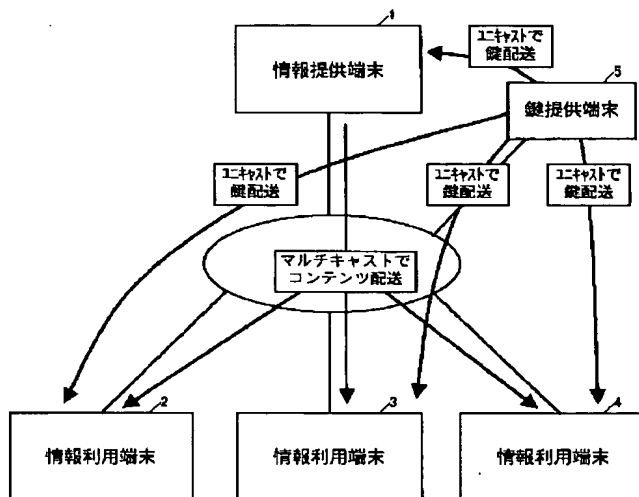 1
情報提供端末
ユニキャストで
鍵配送
5
鍵提供端末
ユニキャストで
鍵配送
ユニキャストで
鍵配送
ユニキャストで
鍵配送
マルチキャストで
コンテンツ配送
2
情報利用端末
3
情報利用端末
4
情報利用端末